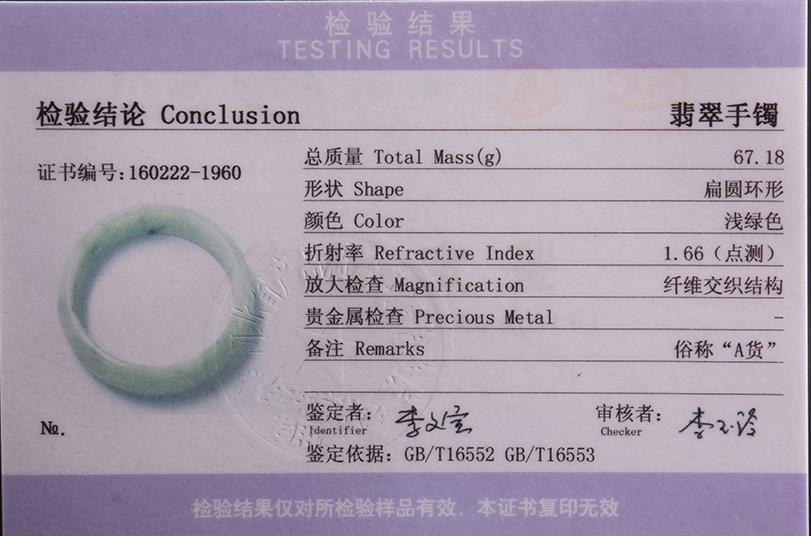 检验结果
TESTING RESULTS
检验结论 Conclusion 翡翠手镯
证书编号:160222-1960
总质量 Total Mass(g) 67.18
形状 Shape 扁圆环形
颜色 Color 浅绿色
折射率 Refractive Index 1.66（点测）
放大检查 Magnification 纤维交织结构
贵金属检查 Precious Metal -
备注 Remarks 俗称“A货”
№.
鉴定者: 审核者:
Identifier Checker
鉴定依据: GB/T16552 GB/T16553
检验结果仅对所检验样品有效，本证书复印无效